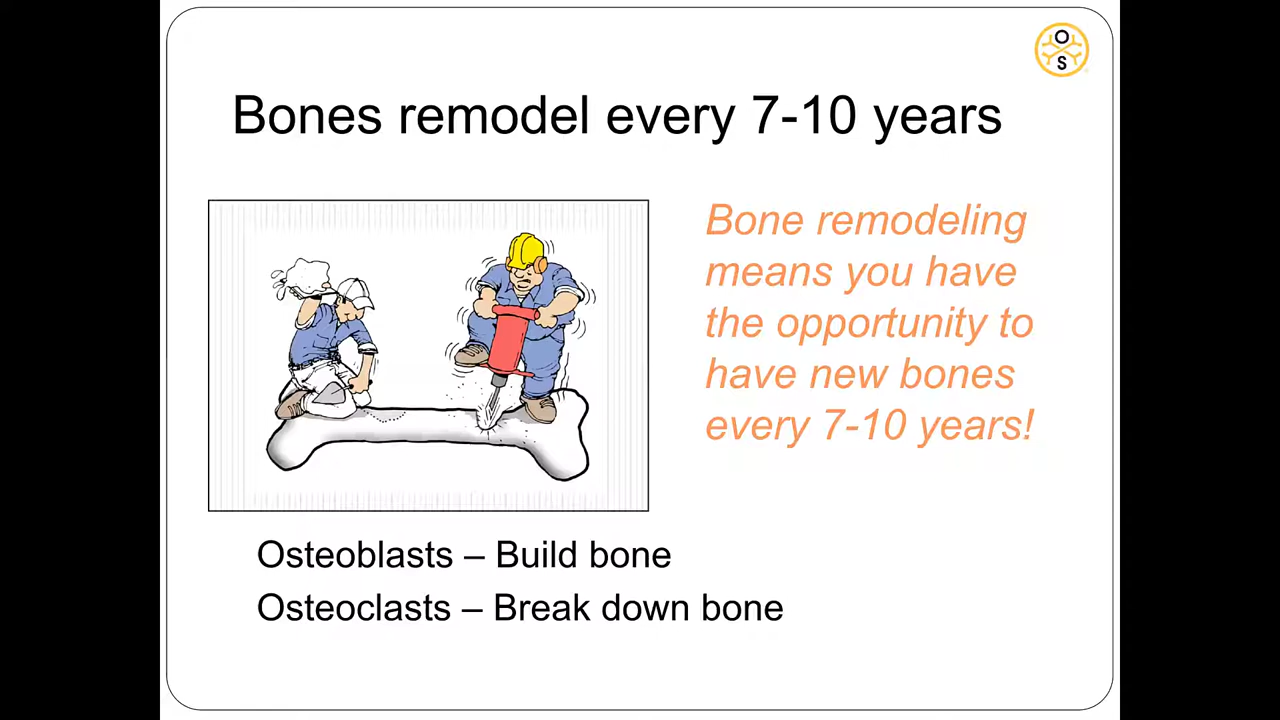 O
S
Bones remodel every 7-10 years
Bone remodeling
means you have
the opportunity to
have new bones
every 7-10 years!
Osteoblasts – Build bone
Osteoclasts – Break down bone